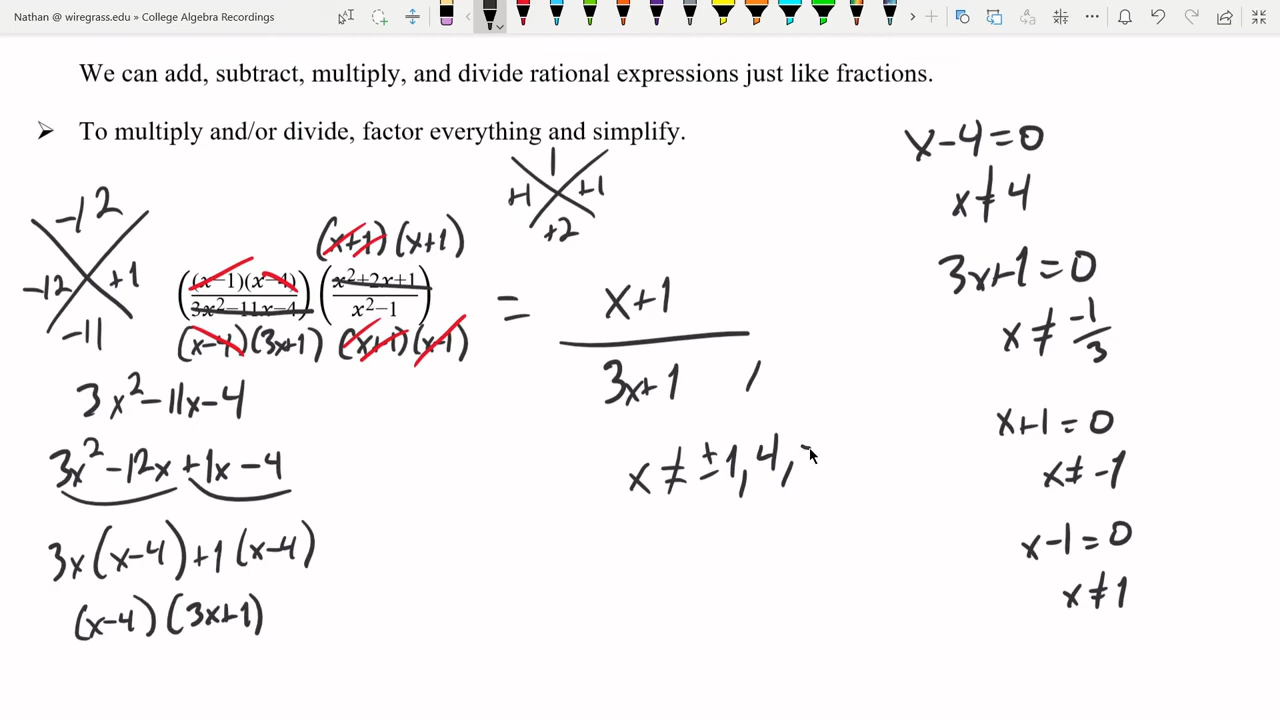 Nathan @ wiregrass.edu » College Algebra Recordings
We can add, subtract, multiply, and divide rational expressions just like fractions.
➤ To multiply and/or divide, factor everything and simplify.
-12
-12 +1
-11
1
+1 +1
+2
(x+1)(x+1)
((x−1)(x−4)/3x²−11x−4)(x²+2x+1/x²−1) = x+1/3x+1 ,
(x-4)(3x+1) (x+1)(x-1)
3x²-11x-4
3x²-12x+1x-4
3x(x-4)+1(x-4)
(x-4)(3x+1)
x ≠ ±1, 4, -
x-4=0
x≠4
3x+1=0
x ≠ -1/3
x+1=0
x≠-1
x-1=0
x≠1